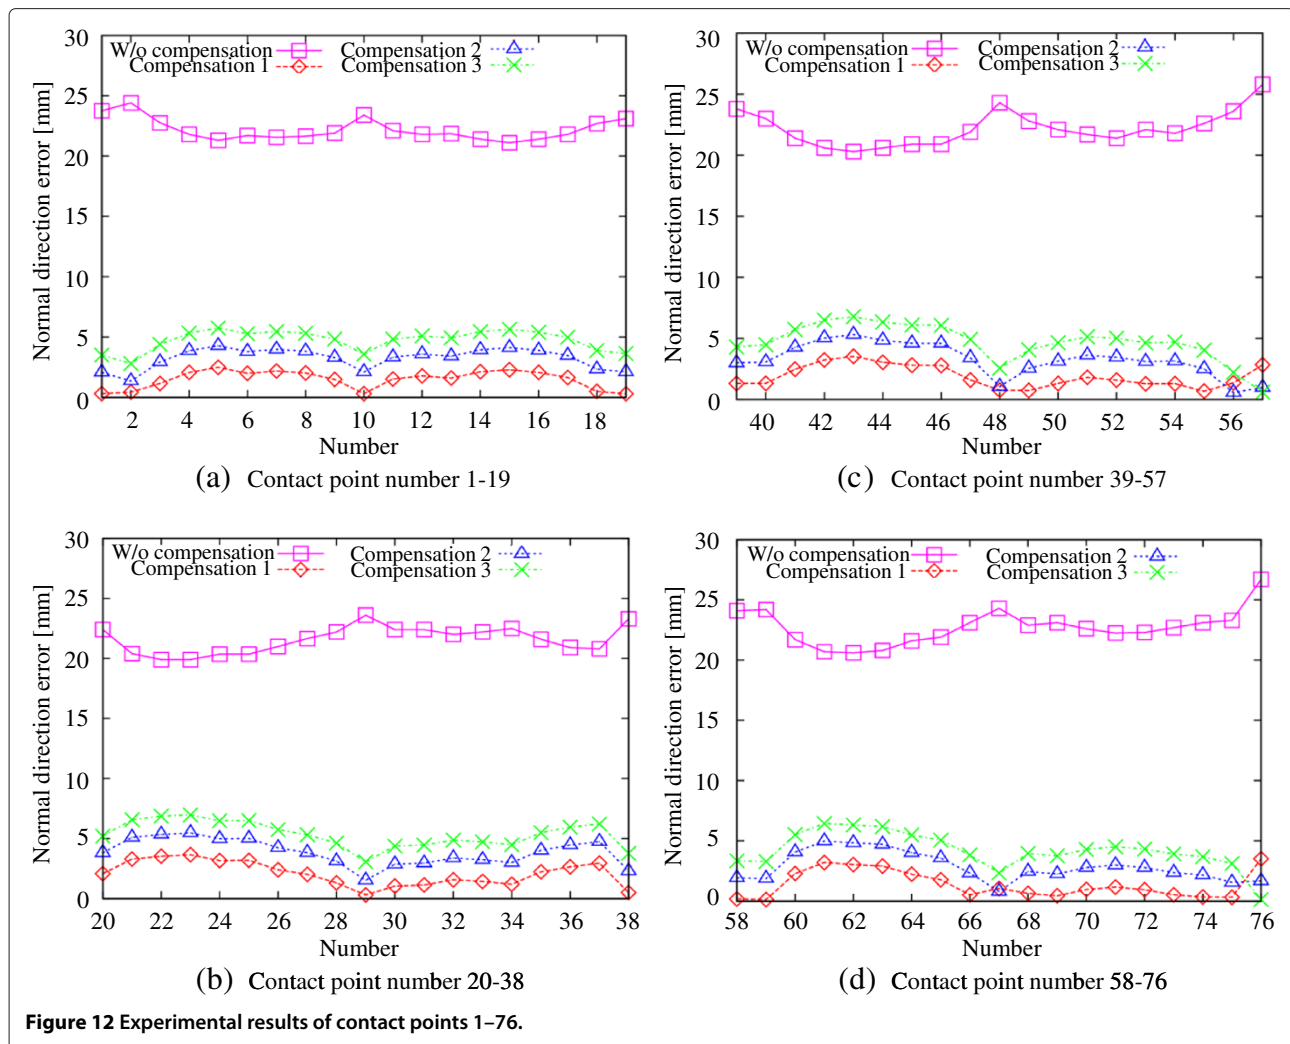 30
25
20
15
10
5
0
Normal direction error [mm]
W/o compensation
Compensation 1
Compensation 2
Compensation 3
2 4 6 8 10 12 14 16 18
Number
(a) Contact point number 1-19
30
25
20
15
10
5
0
Normal direction error [mm]
W/o compensation
Compensation 1
Compensation 2
Compensation 3
40 42 44 46 48 50 52 54 56
Number
(c) Contact point number 39-57
30
25
20
15
10
5
0
Normal direction error [mm]
W/o compensation
Compensation 1
Compensation 2
Compensation 3
20 22 24 26 28 30 32 34 36 38
Number
(b) Contact point number 20-38
30
25
20
15
10
5
0
Normal direction error [mm]
W/o compensation
Compensation 1
Compensation 2
Compensation 3
58 60 62 64 66 68 70 72 74 76
Number
(d) Contact point number 58-76
Figure 12 Experimental results of contact points 1–76.